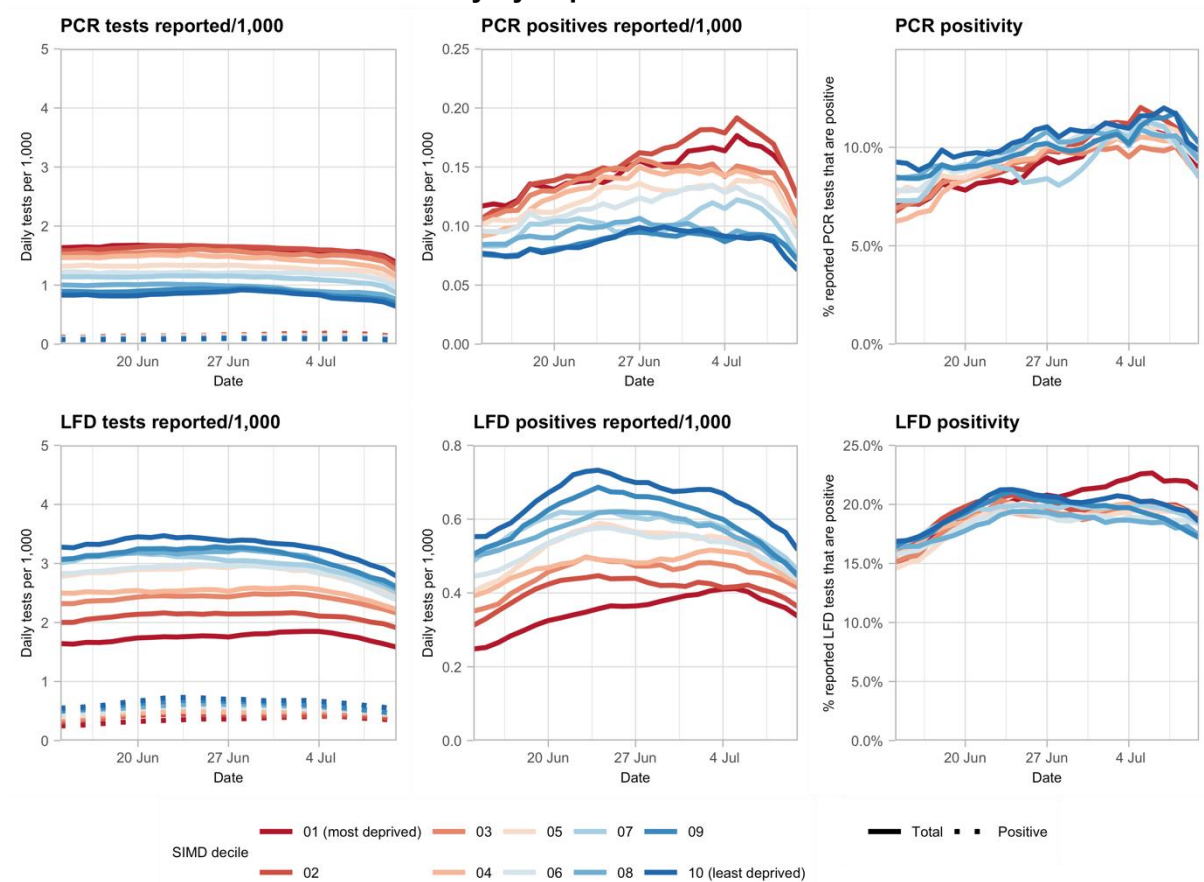 PCR tests reported/1,000
PCR positives reported/1,000
PCR positivity
Daily tests per 1,000
5
4
3
2
1
0
20 Jun
27 Jun
4 Jul
Date
Daily tests per 1,000
0.25
0.20
0.15
0.10
0.05
0.00
20 Jun
27 Jun
4 Jul
Date
% reported PCR tests that are positive
10.0%
5.0%
0.0%
20 Jun
27 Jun
4 Jul
Date
LFD tests reported/1,000
LFD positives reported/1,000
LFD positivity
Daily tests per 1,000
5
4
3
2
1
0
20 Jun
27 Jun
4 Jul
Date
Daily tests per 1,000
0.8
0.6
0.4
0.2
0.0
20 Jun
27 Jun
4 Jul
Date
% reported LFD tests that are positive
25.0%
20.0%
15.0%
10.0%
5.0%
0.0%
20 Jun
27 Jun
4 Jul
Date
SIMD decile
01 (most deprived)
03
05
07
09
02
04
06
08
10 (least deprived)
Total
Positive